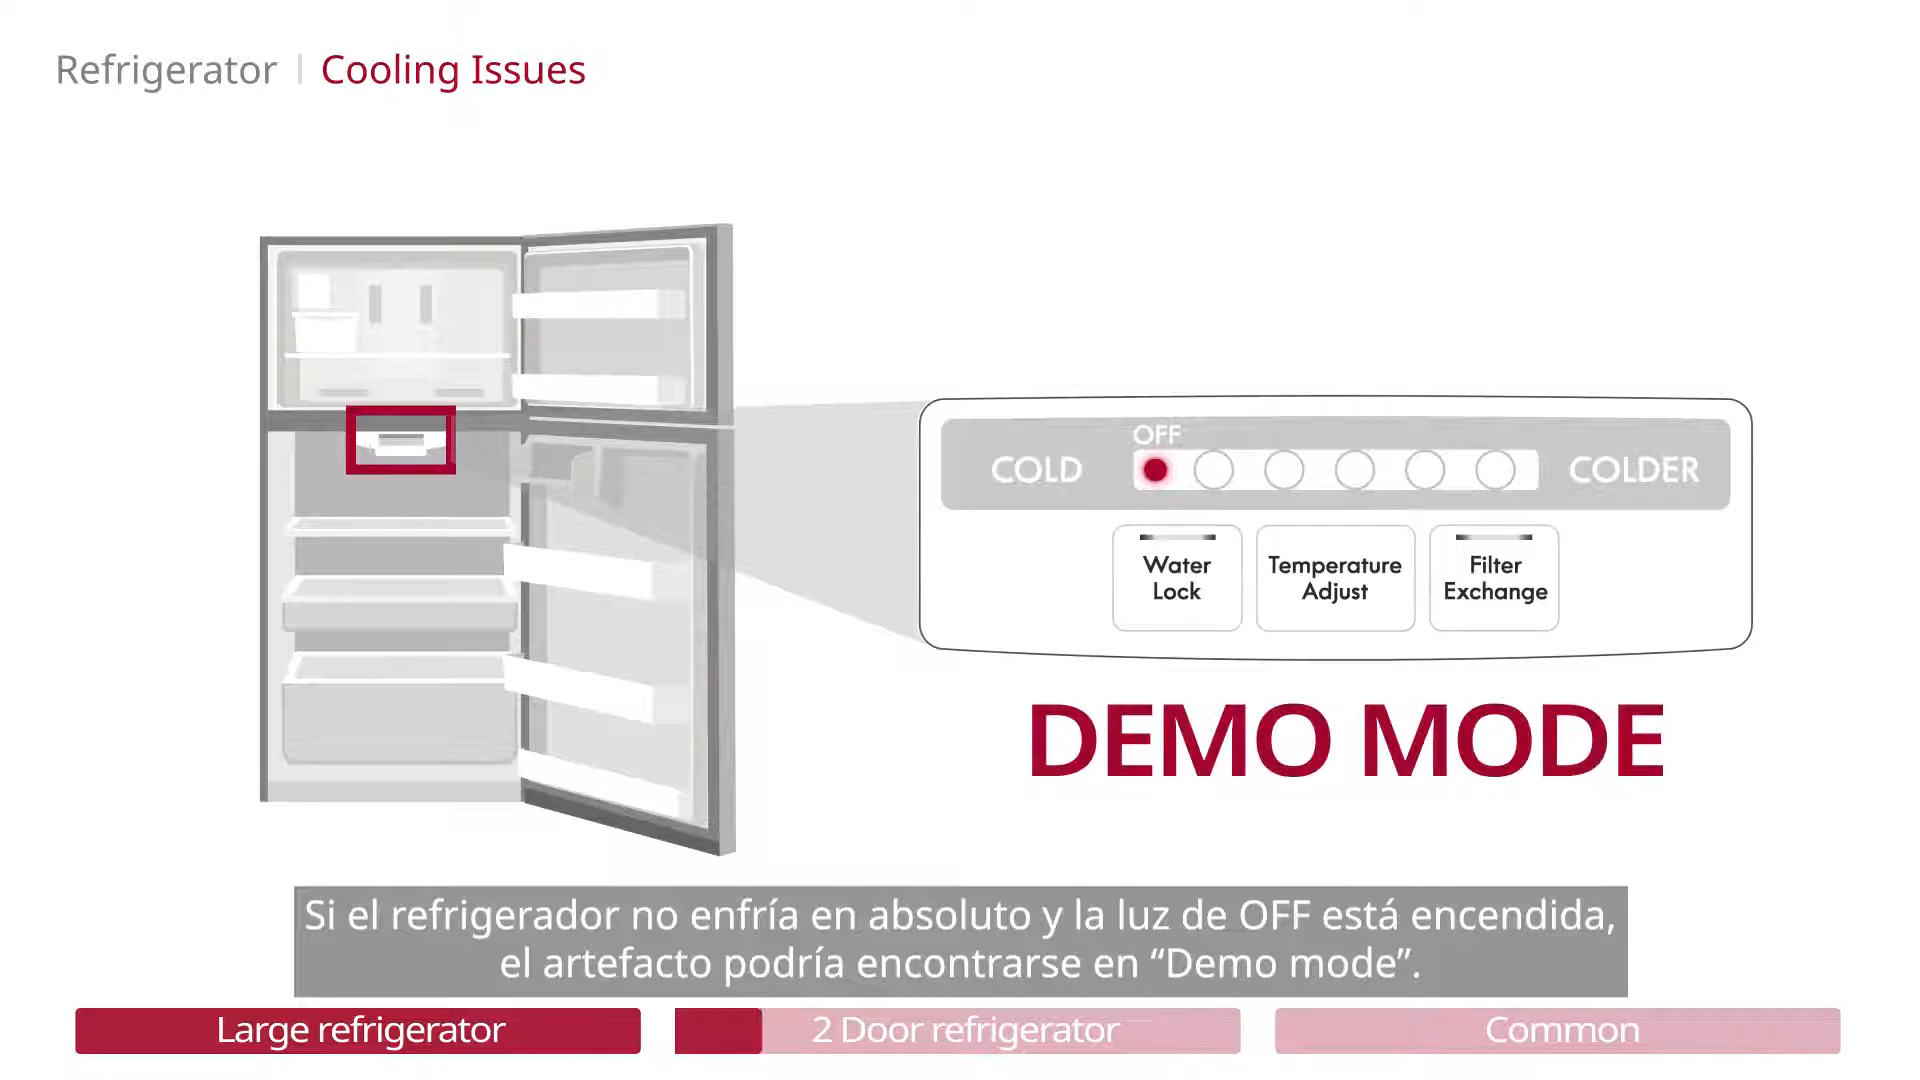 Refrigerator | Cooling Issues
OFF
COLD
COLDER
Water
Lock
Temperature
Adjust
Filter
Exchange
DEMO MODE
Si el refrigerador no enfría en absoluto y la luz de OFF está encendida,
el artefacto podría encontrarse en “Demo mode”.
Large refrigerator
2 Door refrigerator
Common